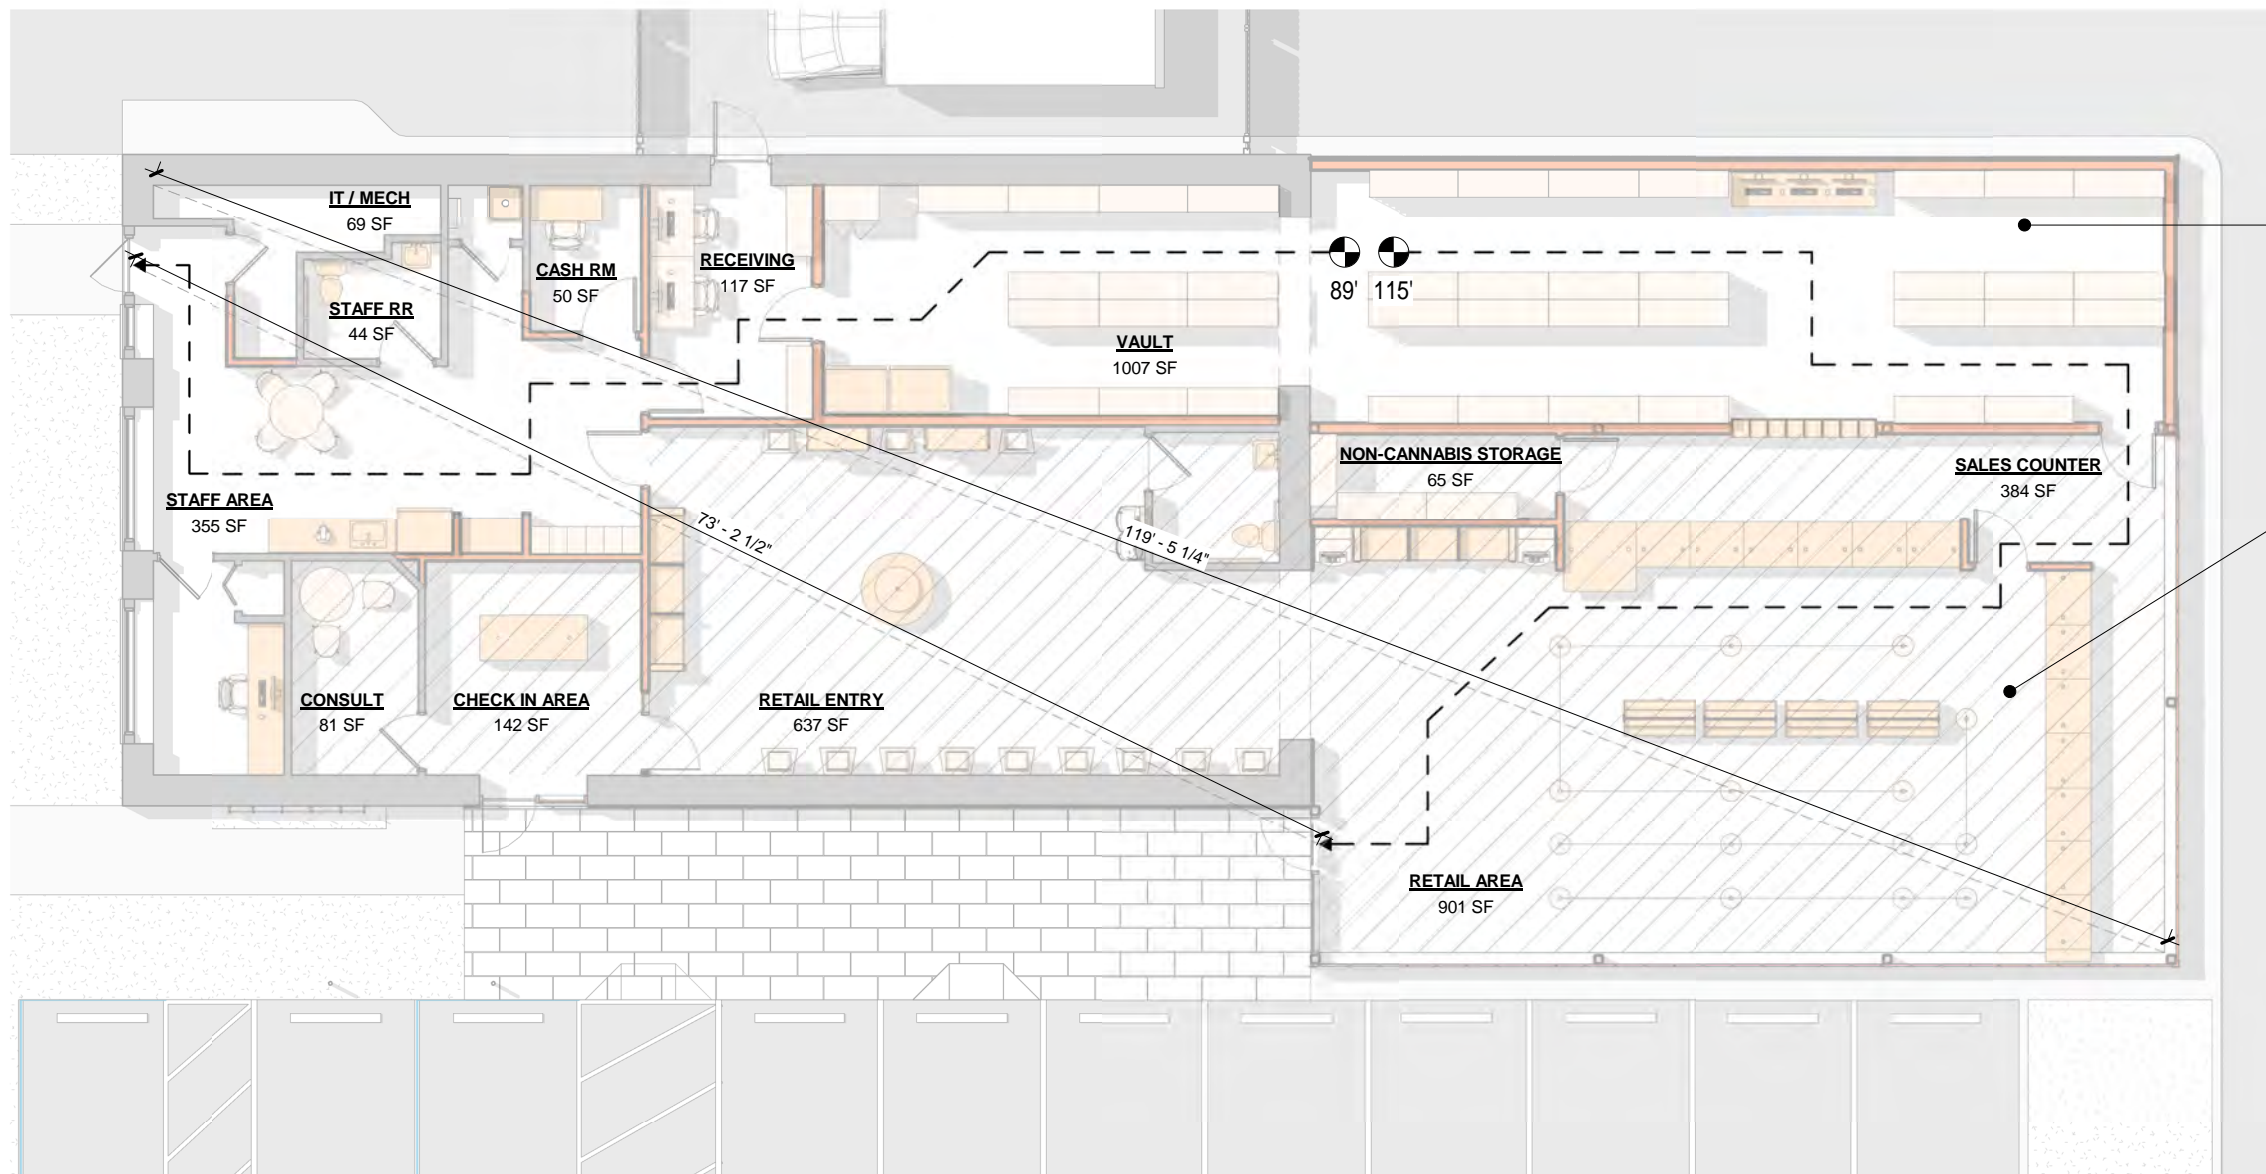 IT / MECH
69 SF
CASH RM
50 SF
RECEIVING
117 SF
STAFF RR
44 SF
89' 115'
VAULT
1007 SF
NON-CANNABIS STORAGE
65 SF
SALES COUNTER
384 SF
STAFF AREA
355 SF
73' - 2 1/2"
119' - 5 1/4"
CONSULT
81 SF
CHECK IN AREA
142 SF
RETAIL ENTRY
637 SF
RETAIL AREA
901 SF